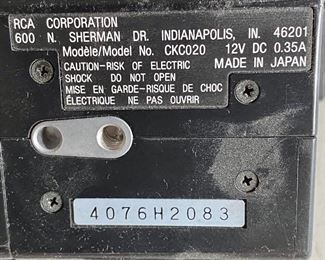 RCA CORPORATION
600 N. SHERMAN DR. INDIANAPOLIS, IN. 46201
Modèle/Model No. CKC020 12V DC 0.35A
CAUTION-RISK OF ELECTRIC MADE IN JAPAN
SHOCK DO NOT OPEN
MISE EN GARDE-RISQUE DE CHOC
ÉLECTRIQUE NE PAS OUVRIR
4076H2083